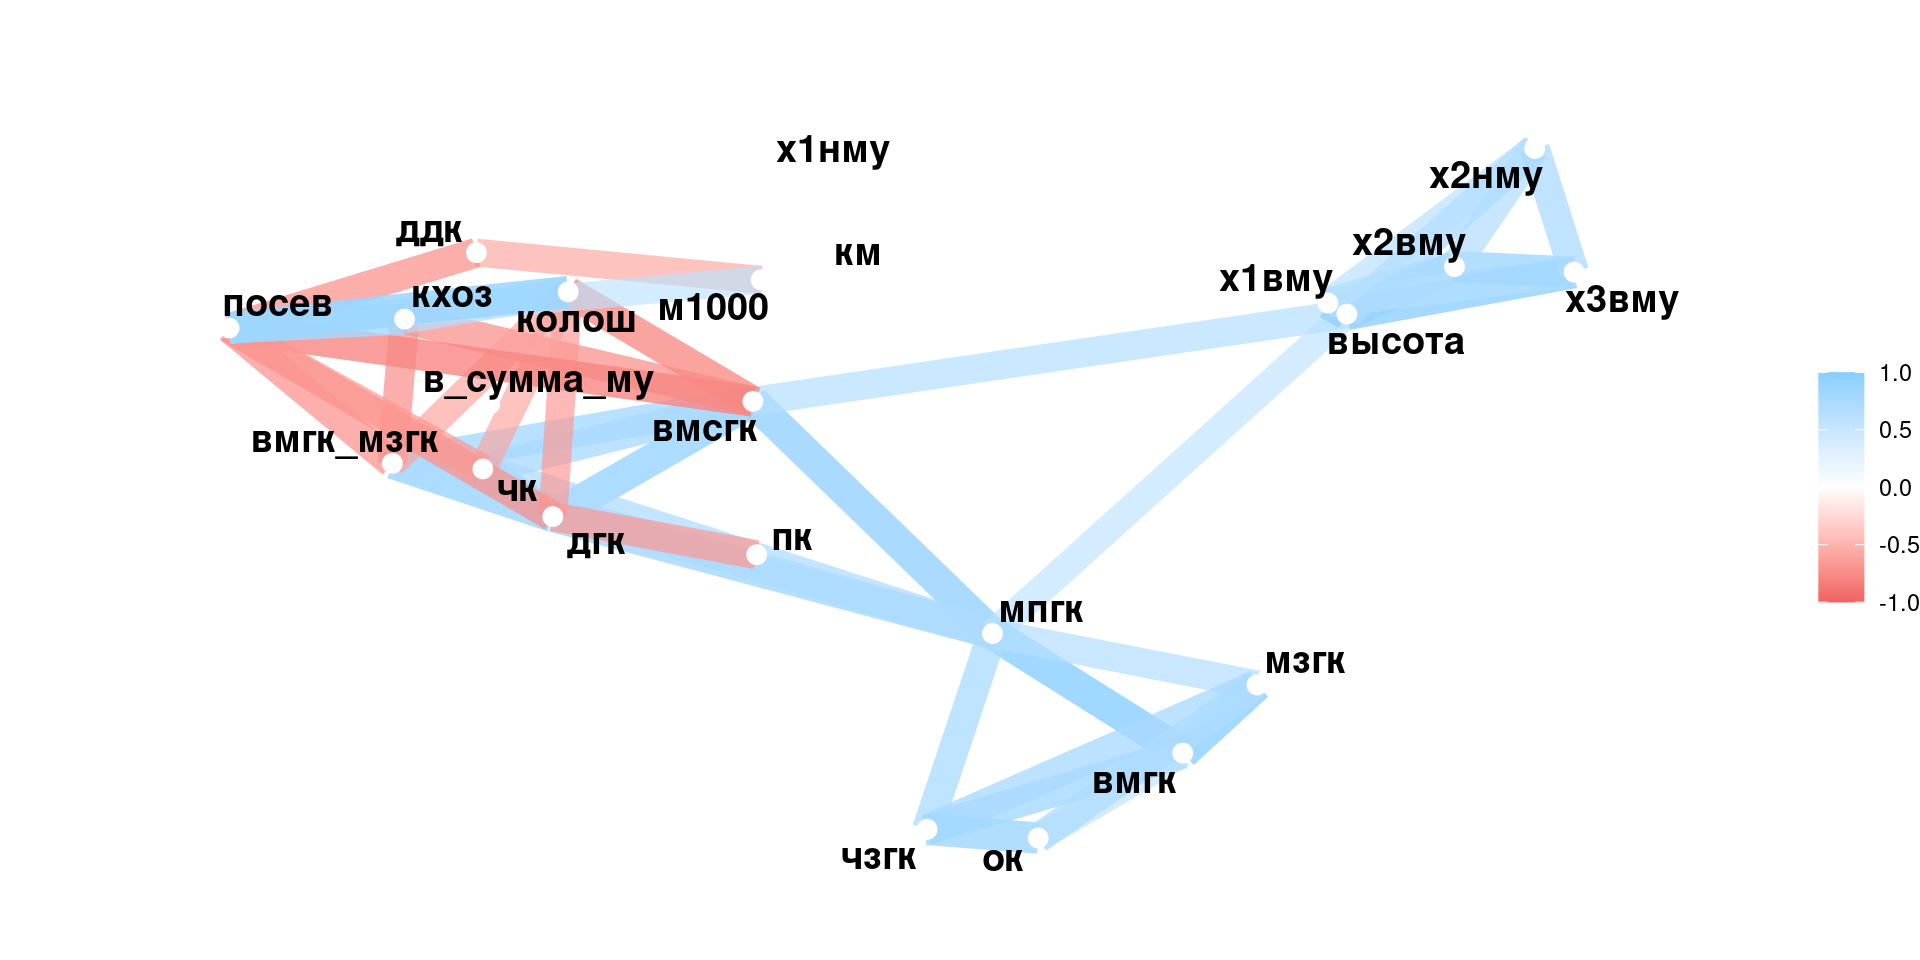 х1нму
х2нму
ддк
х2вму
км
х1вму
кхоз
посев
м1000
х3вму
колош
высота
в_сумма_му
вмсгк
вмгк_мзгк
чк
дгк
пк
мпгк
мзгк
вмгк
чзгк
ок
1.0
0.5
0.0
-0.5
-1.0